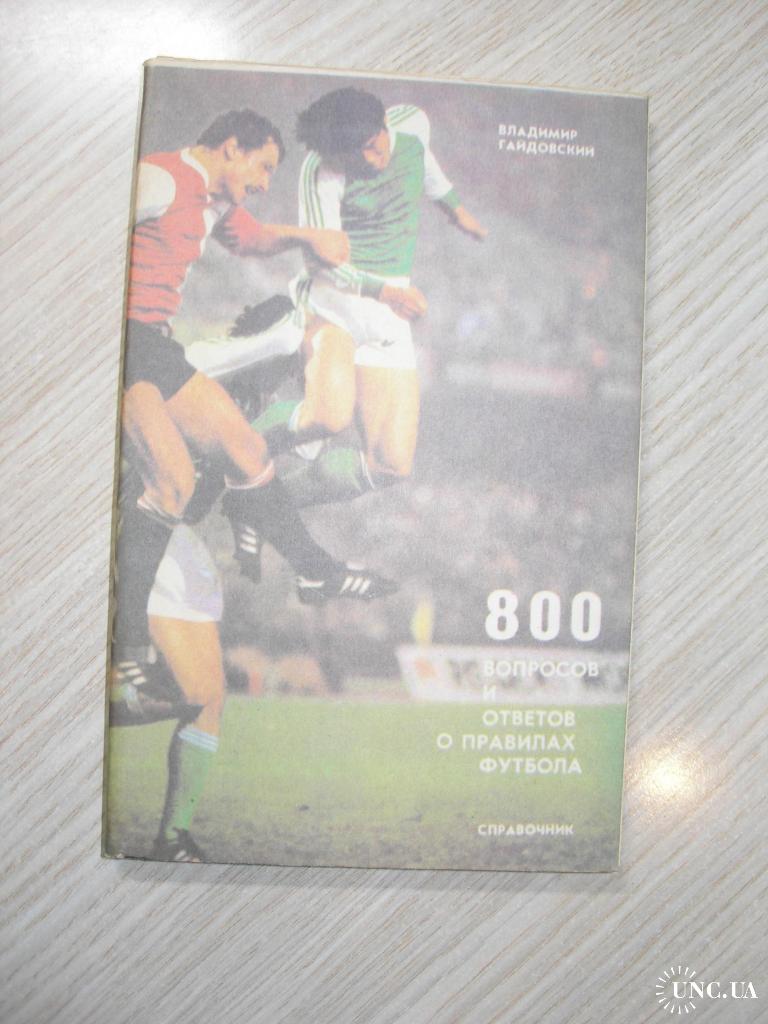 ВЛАДИМИР
ГАЙДОВСКИЙ
800
ВОПРОСОВ
И
ОТВЕТОВ
О ПРАВИЛАХ
ФУТБОЛА
СПРАВОЧНИК
UNC.UA